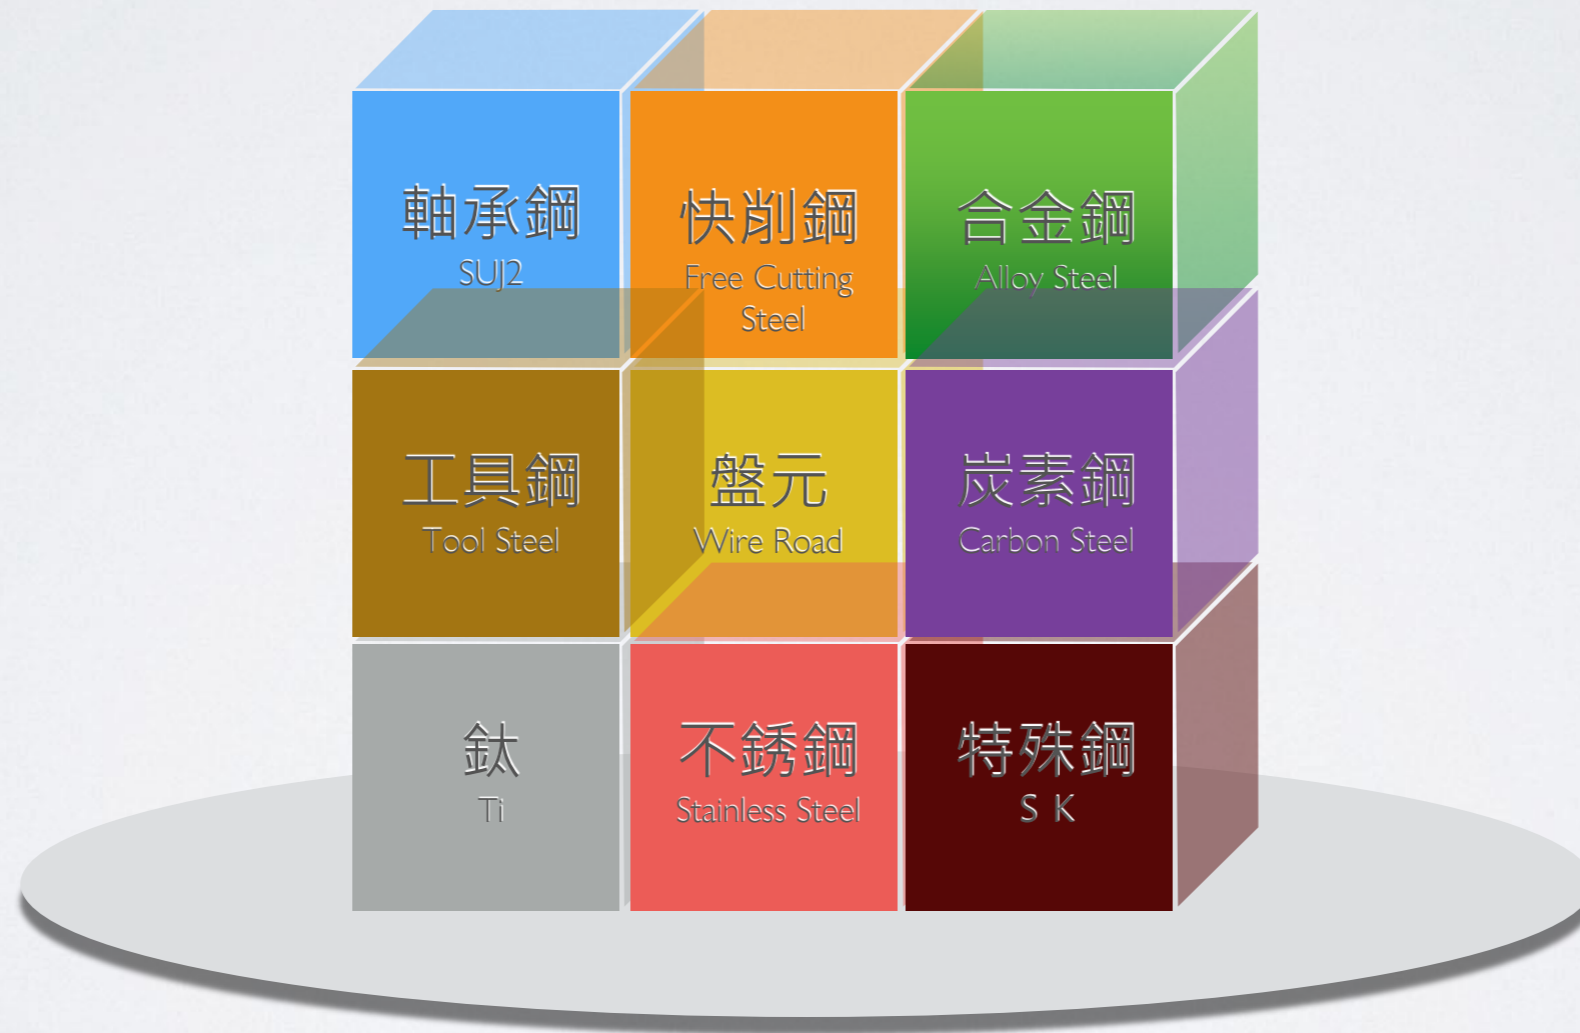 軸承鋼
SUJ2
快削鋼
Free Cutting
Steel
合金鋼
Alloy Steel
工具鋼
Tool Steel
盤元
Wire Road
炭素鋼
Carbon Steel
鈦
Ti
不銹鋼
Stainless Steel
特殊鋼
S K